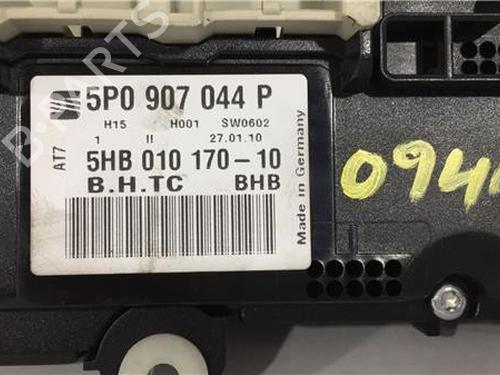 5P0 907 044 P
H15 H001 SW0602
1 II 27.01.10
AT7
5HB 010 170-10
B.H.TC BHB
Made in Germany
B-PARTS